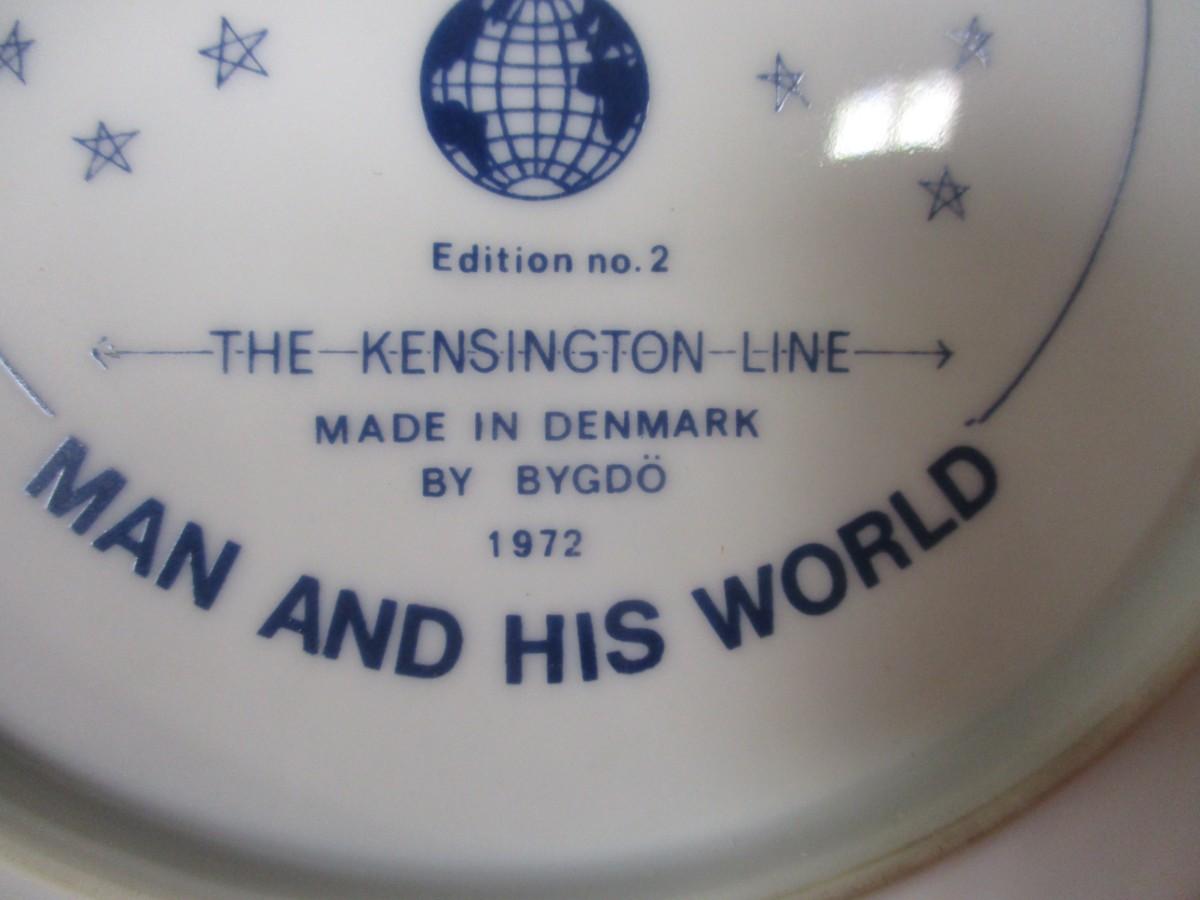 Edition no. 2
THE KENSINGTON LINE
MADE IN DENMARK
BY BYGDÖ
1972
MAN AND HIS WORLD